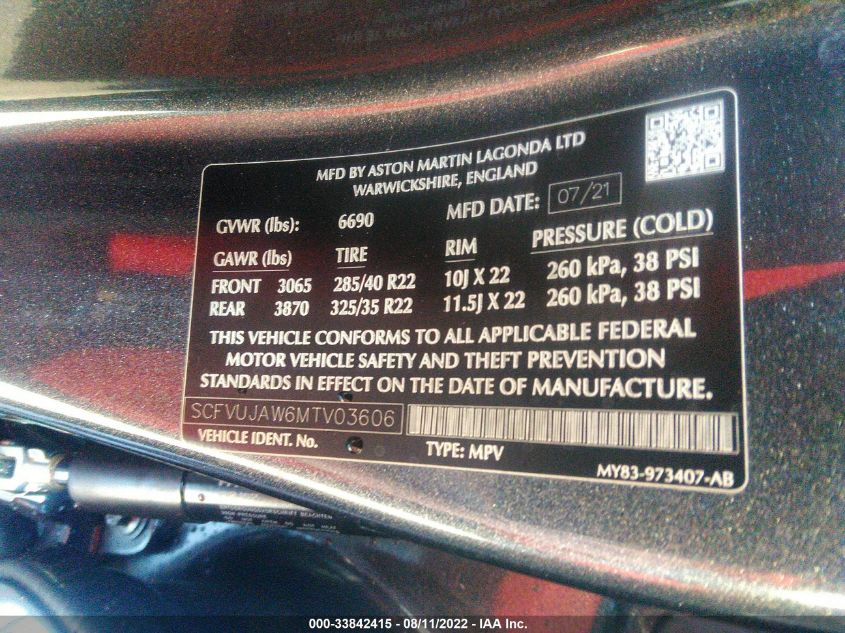 MFD BY ASTON MARTIN LAGONDA LTD
WARWICKSHIRE, ENGLAND
GVWR (lbs): 6690 MFD DATE: 07/21
GAWR (lbs) TIRE RIM PRESSURE (COLD)
FRONT 3065 285/40 R22 10J X 22 260 kPa, 38 PSI
REAR 3870 325/35 R22 11.5J X 22 260 kPa, 38 PSI
THIS VEHICLE CONFORMS TO ALL APPLICABLE FEDERAL
MOTOR VEHICLE SAFETY AND THEFT PREVENTION
STANDARDS IN EFFECT ON THE DATE OF MANUFACTURE.
SCFVUJAW6MTV03606
VEHICLE IDENT. No. TYPE: MPV
MY83-973407-AB
BEACHTEN
HIGH PRESSURE
000-33842415 - 08/11/2022 - IAA Inc.